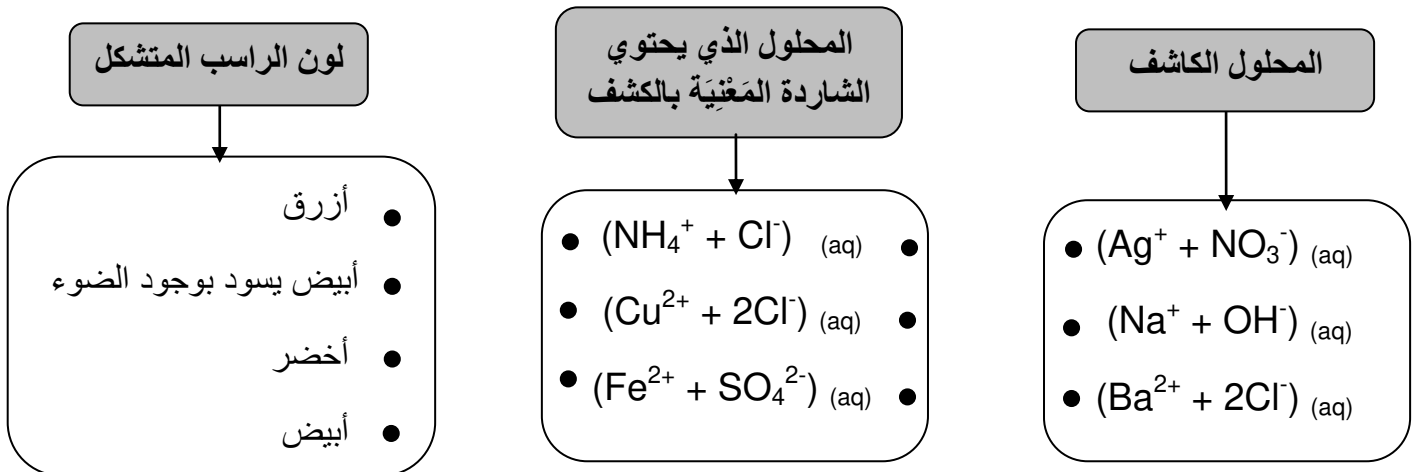 المحلول الكاشف
(Ag⁺ + NO₃⁻) (aq)
(Na⁺ + OH⁻) (aq)
(Ba²⁺ + 2Cl⁻) (aq)
المحلول الذي يحتوي
الشاردة المَعْنِيَة بالكشف
(NH₄⁺ + Cl⁻) (aq)
(Cu²⁺ + 2Cl⁻) (aq)
(Fe²⁺ + SO₄²⁻) (aq)
لون الراسب المتشكل
أزرق
أبيض يسود بوجود الضوء
أخضر
أبيض